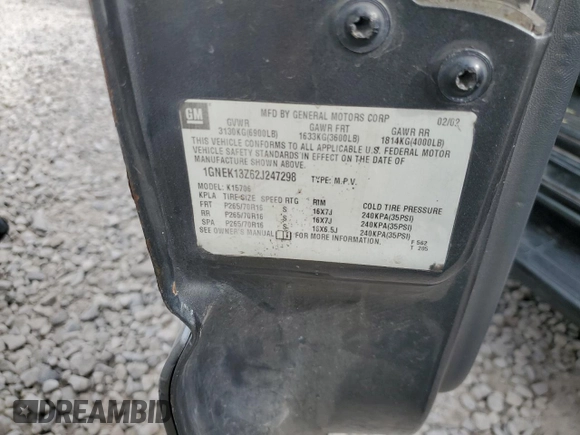 GM
MFD BY GENERAL MOTORS CORP 02/02
GVWR GAWR FRT GAWR RR
3130KG(6900LB) 1633KG(3600LB) 1814KG(4000LB)
THIS VEHICLE CONFORMS TO ALL APPLICABLE U.S. FEDERAL MOTOR
VEHICLE SAFETY STANDARDS IN EFFECT ON THE DATE OF
MANUFACTURE SHOWN ABOVE.
1GNEK13Z62J247298 TYPE: M.P.V.
MODEL: K15706
KPLA TIRE-SIZE SPEED RTG RIM COLD TIRE PRESSURE
FRT P265/70R16 S 16X7J 240KPA(35PSI)
RR P265/70R16 S 16X7J 240KPA(35PSI)
SPA P265/70R16 S 16X6.5J 240KPA(35PSI)
SEE OWNER'S MANUAL FOR MORE INFORMATION
T 205
DREAMBID